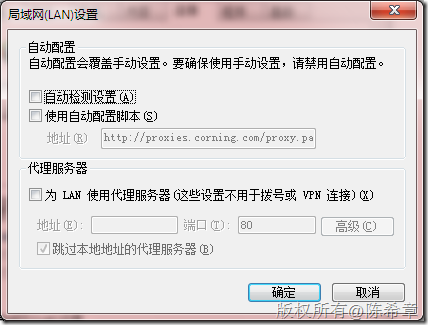 局域网(LAN)设置
自动配置
自动配置会覆盖手动设置。要确保使用手动设置，请禁用自动配置。
自动检测设置(A)
使用自动配置脚本(S)
地址(R) http://proxies.corning.com/proxy.pa
代理服务器
为 LAN 使用代理服务器(这些设置不用于拨号或 VPN 连接)(X)
地址(E): 端口(T): 80 高级(C)
跳过本地地址的代理服务器(B)
确定 取消
版权所有@陈希章